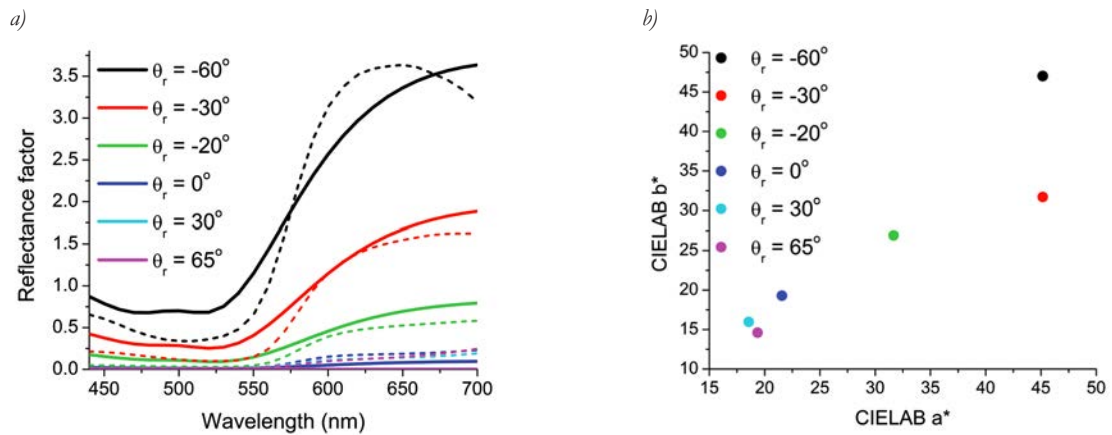 a)
b)
3.5
3.0
2.5
2.0
1.5
1.0
0.5
0.0
Reflectance factor
θr = -60°
θr = -30°
θr = -20°
θr = 0°
θr = 30°
θr = 65°
450 500 550 600 650 700
Wavelength (nm)
50
45
40
35
30
25
20
15
10
CIELAB b*
θr = -60°
θr = -30°
θr = -20°
θr = 0°
θr = 30°
θr = 65°
15 20 25 30 35 40 45 50
CIELAB a*